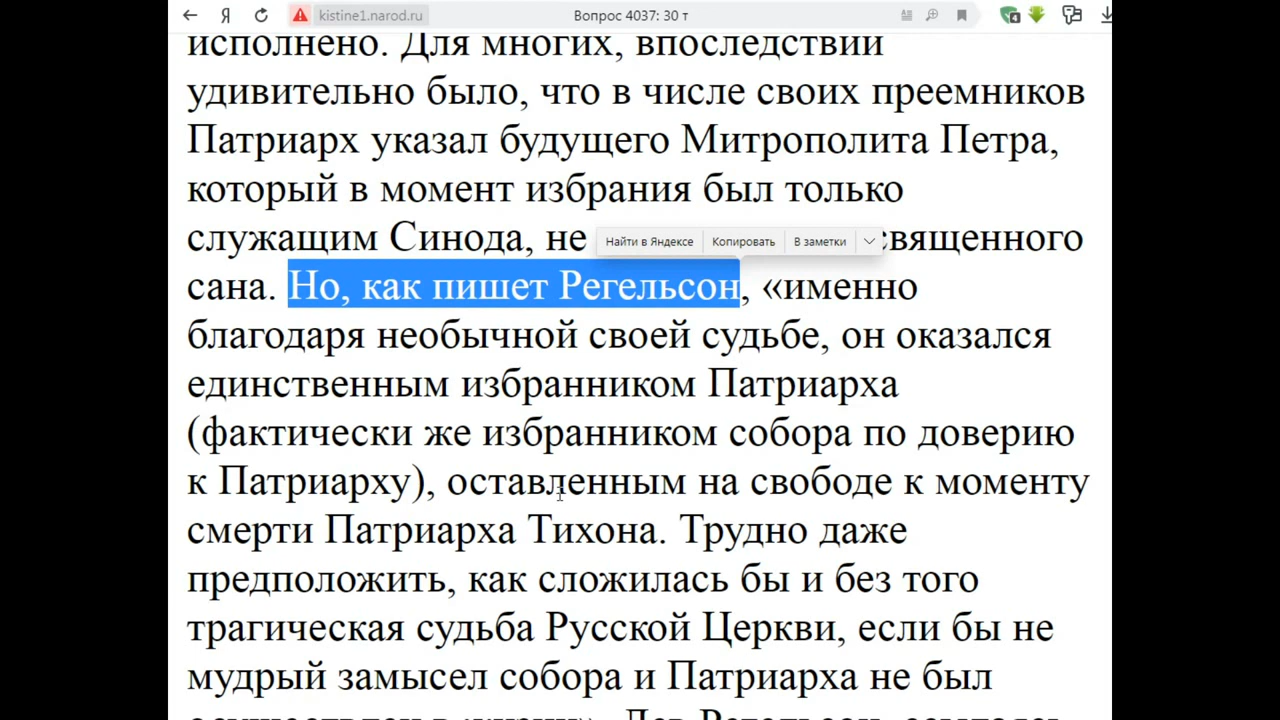 kistine1.narod.ru
Вопрос 4037: 30 т
4
исполнено. Для многих, впоследствии
удивительно было, что в числе своих преемников
Патриарх указал будущего Митрополита Петра,
который в момент избрания был только
служащим Синода, не
Найти в Яндексе Копировать В заметки
священного
сана. Но, как пишет Регельсон, «именно
благодаря необычной своей судьбе, он оказался
единственным избранником Патриарха
(фактически же избранником собора по доверию
к Патриарху), оставленным на свободе к моменту
смерти Патриарха Тихона. Трудно даже
предположить, как сложилась бы и без того
трагическая судьба Русской Церкви, если бы не
мудрый замысел собора и Патриарха не был